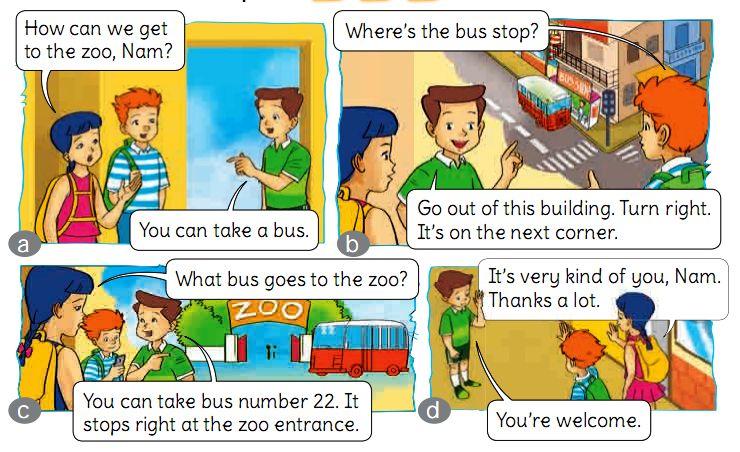 How can we get
to the zoo, Nam?
You can take a bus.
a
Where's the bus stop?
Go out of this building. Turn right.
It's on the next corner.
b
What bus goes to the zoo?
ZOO
22
You can take bus number 22. It
stops right at the zoo entrance.
c
It's very kind of you, Nam.
Thanks a lot.
You're welcome.
d